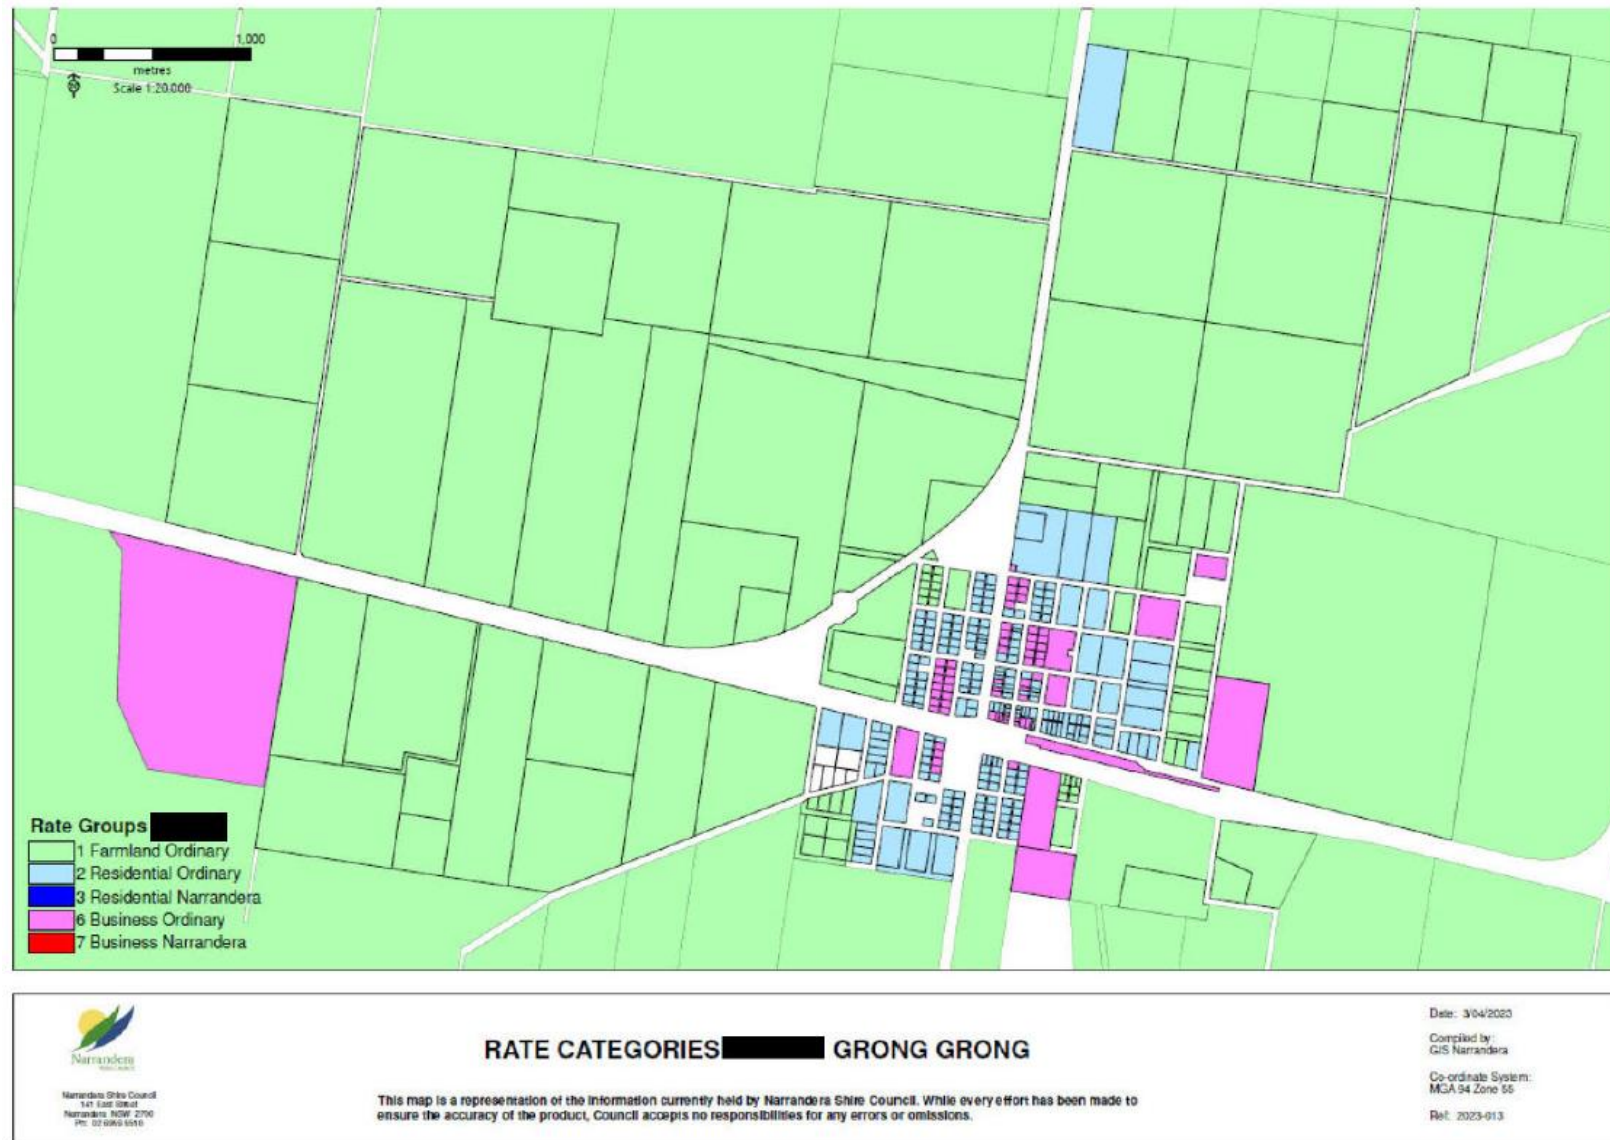 0 1,000
metres
Scale 1:20,000
Rate Groups
1 Farmland Ordinary
2 Residential Ordinary
3 Residential Narrandera
6 Business Ordinary
7 Business Narrandera
Narrandera
Narrandera Shire Council
141 East Street
Narrandera NSW 2700
RATE CATEGORIES GRONG GRONG
This map is a representation of the information currently held by Narrandera Shire Council. While every effort has been made to
ensure the accuracy of the product, Council accepts no responsibilities for any errors or omissions.
Date: 3/04/2023
Compiled by:
GIS Narrandera
Co-ordinate System:
MGA 94 Zone 55
Ref: 2023-013